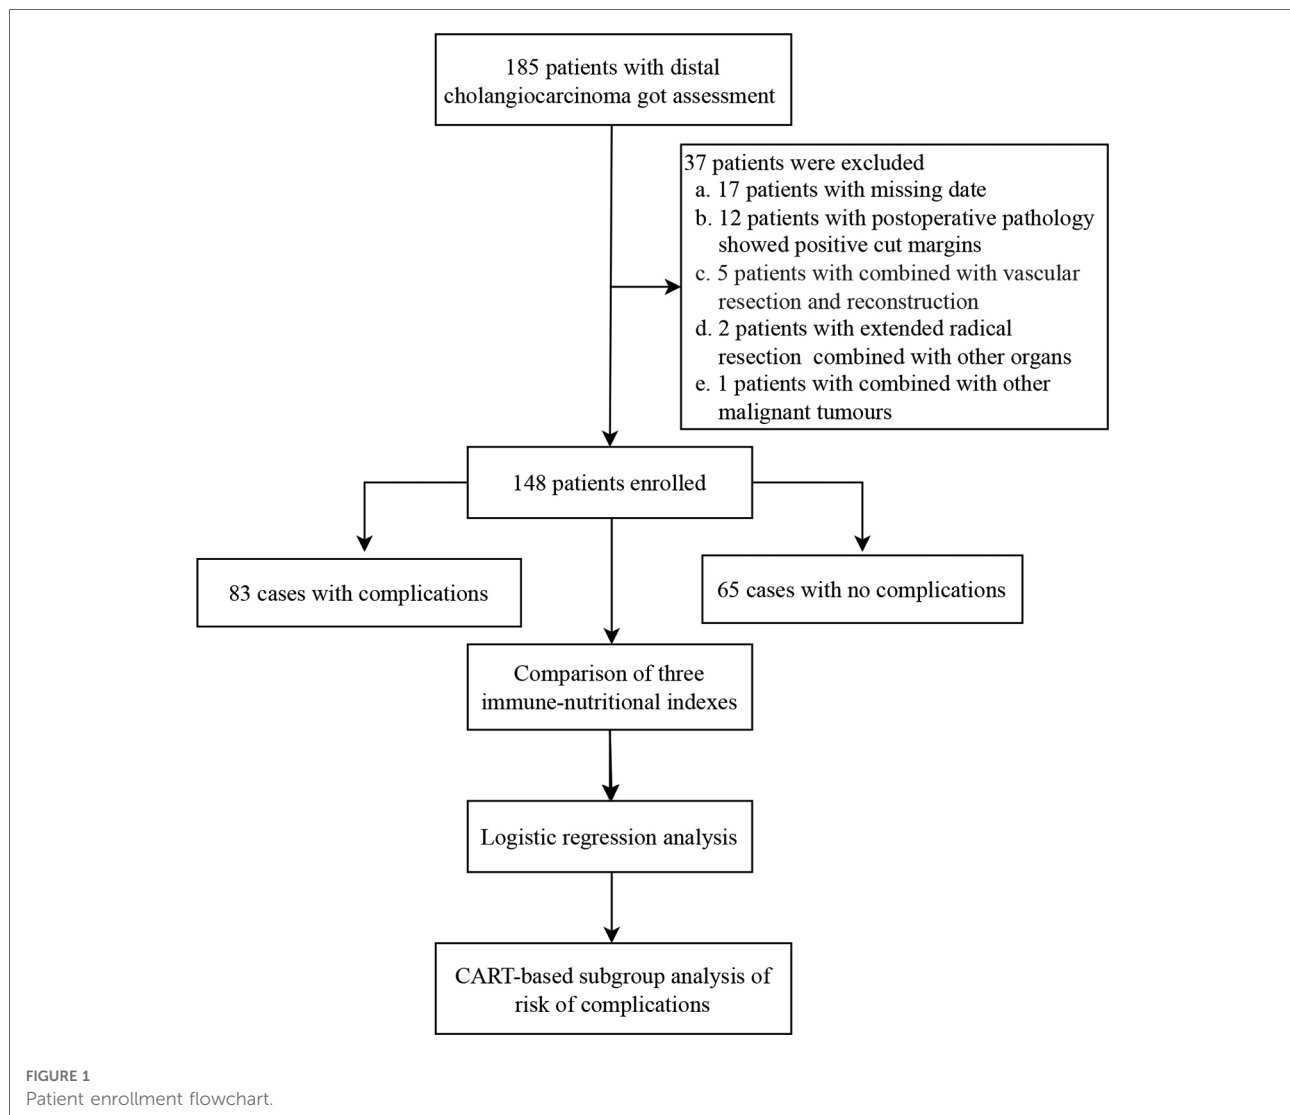 185 patients with distal
cholangiocarcinoma got assessment
37 patients were excluded
a. 17 patients with missing date
b. 12 patients with postoperative pathology
showed positive cut margins
c. 5 patients with combined with vascular
resection and reconstruction
d. 2 patients with extended radical
resection combined with other organs
e. 1 patients with combined with other
malignant tumours
148 patients enrolled
83 cases with complications
65 cases with no complications
Comparison of three
immune-nutritional indexes
Logistic regression analysis
CART-based subgroup analysis of
risk of complications
FIGURE 1
Patient enrollment flowchart.